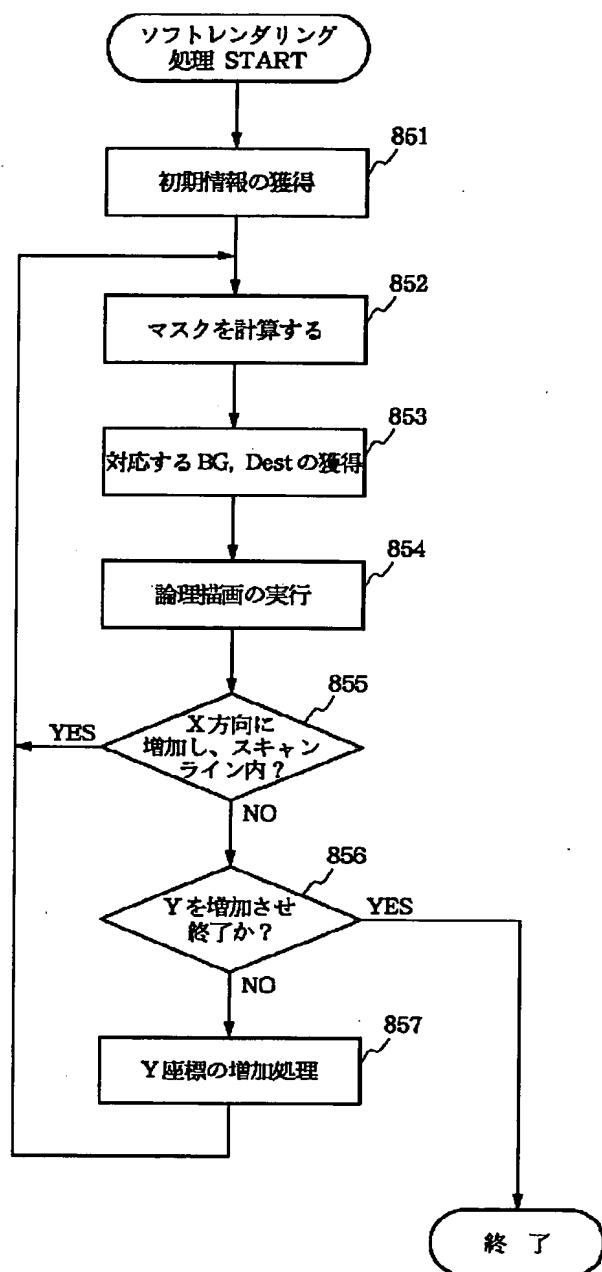 ソフトレンダリング
処理 START
851
初期情報の獲得
852
マスクを計算する
853
対応する BG, Dest の獲得
854
論理描画の実行
855
X 方向に
増加し、スキャン
ライン内?
YES
NO
856
Y を増加させ
終了か?
YES
NO
857
Y 座標の増加処理
終 了